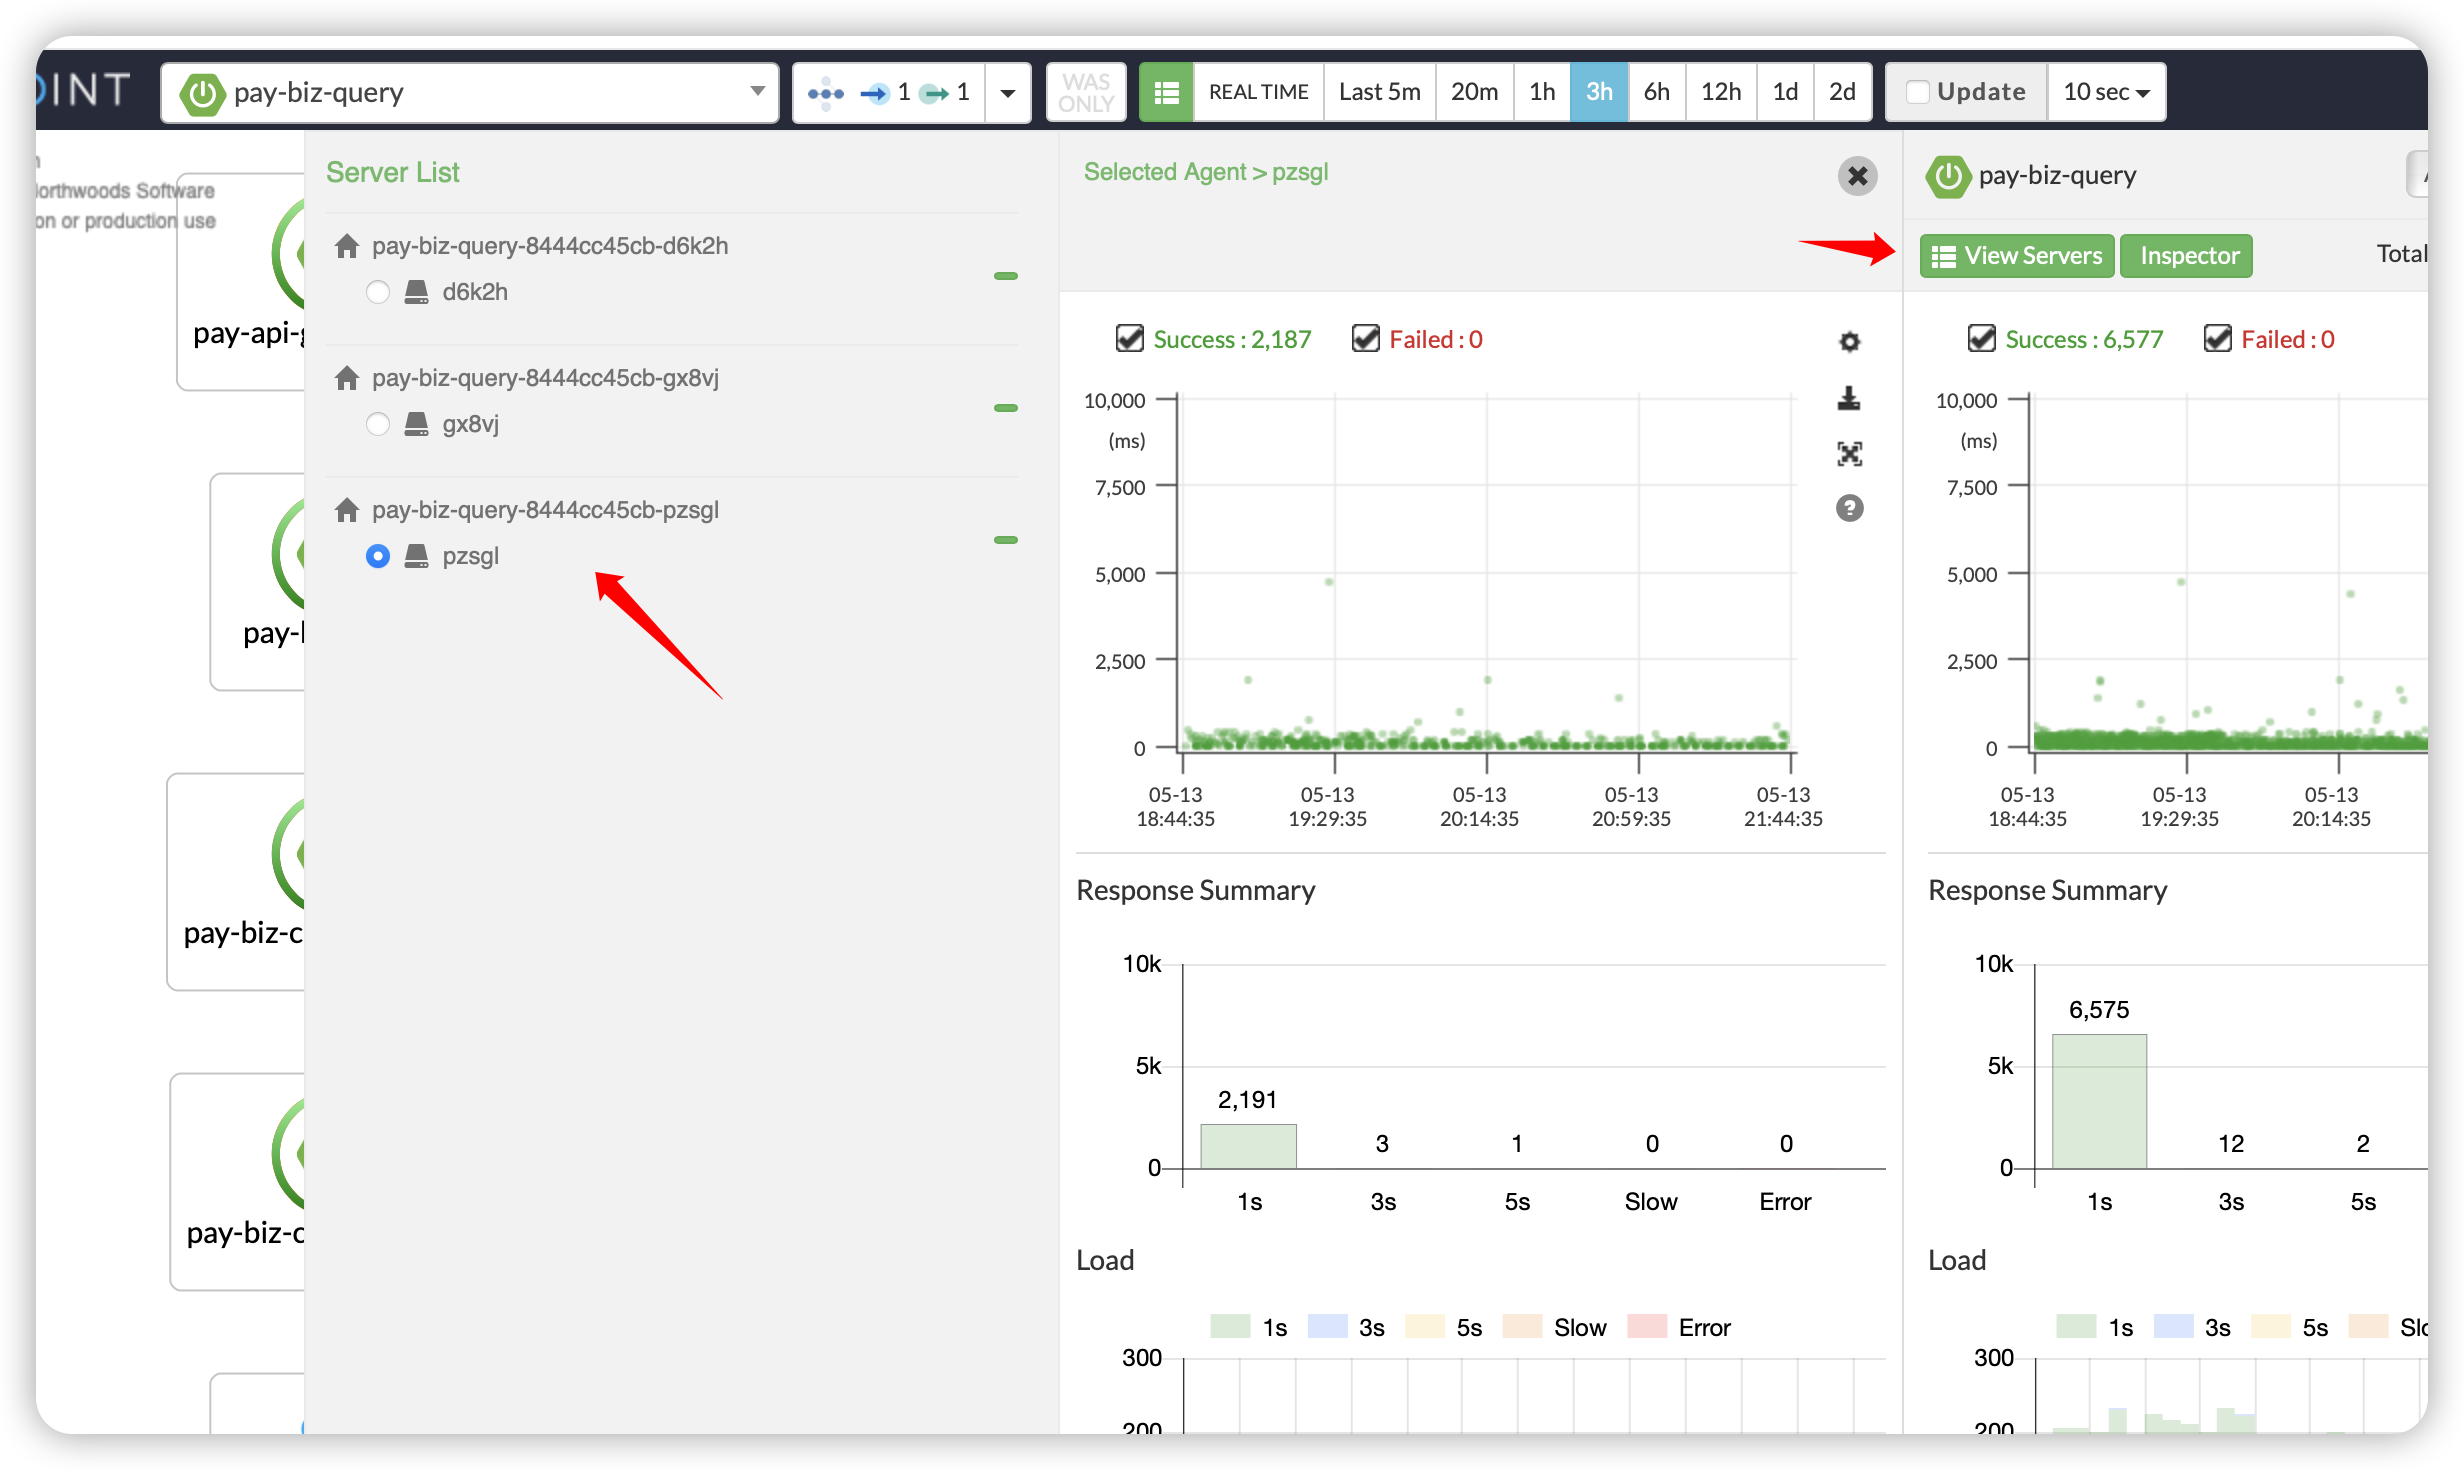 OINT
pay-biz-query
1
1
WAS
ONLY
REAL TIME
Last 5m
20m
1h
3h
6h
12h
1d
2d
Update
10 sec
Northwoods Software
on or production use
pay-api-
pay-
pay-biz-c
pay-biz-c
Server List
pay-biz-query-8444cc45cb-d6k2h
d6k2h
pay-biz-query-8444cc45cb-gx8vj
gx8vj
pay-biz-query-8444cc45cb-pzsgl
pzsgl
Selected Agent > pzsgl
Success : 2,187
Failed : 0
10,000
(ms)
7,500
5,000
2,500
0
05-13
18:44:35
05-13
19:29:35
05-13
20:14:35
05-13
20:59:35
05-13
21:44:35
Response Summary
10k
5k
0
2,191
3
1
0
0
1s
3s
5s
Slow
Error
Load
1s
3s
5s
Slow
Error
300
200
pay-biz-query
View Servers
Inspector
Total
Success : 6,577
Failed : 0
10,000
(ms)
7,500
5,000
2,500
0
05-13
18:44:35
05-13
19:29:35
05-13
20:14:35
Response Summary
10k
5k
0
6,575
12
2
1s
3s
5s
Load
1s
3s
5s
Slo
300
200